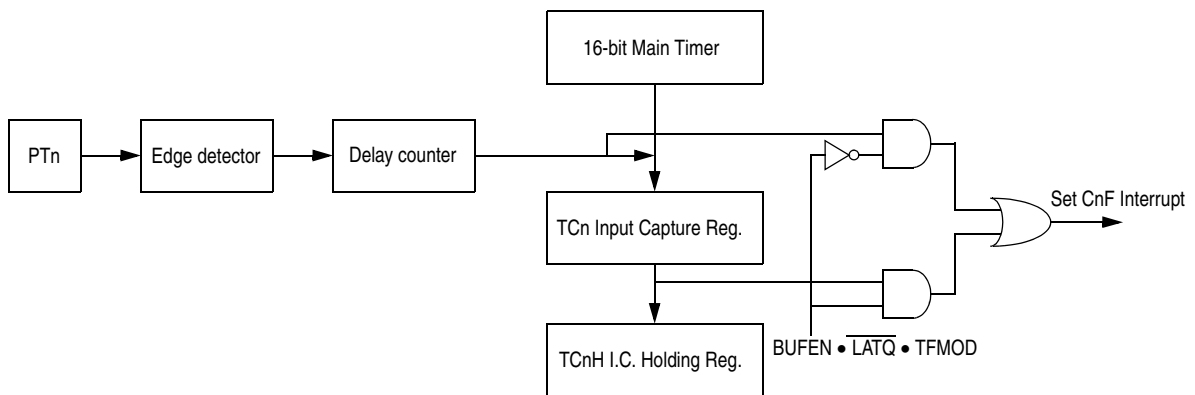 16-bit Main Timer
PTn
Edge detector
Delay counter
Set CnF Interrupt
TCn Input Capture Reg.
TCnH I.C. Holding Reg.
BUFEN • L̅A̅T̅Q̅ • TFMOD